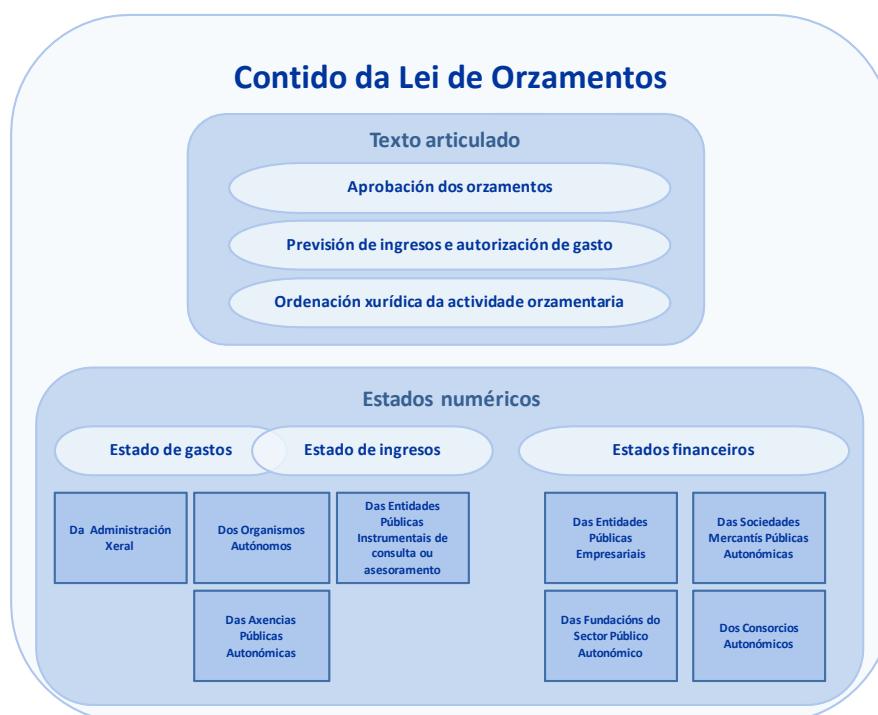 Contido da Lei de Orzamentos
Texto articulado
Aprobación dos orzamentos
Previsión de ingresos e autorización de gasto
Ordenación xurídica da actividade orzamentaria
Estados numéricos
Estado de gastos
Estado de ingresos
Estados financeiros
Da Administración
Xeral
Dos Organismos
Autónomos
Das Entidades
Públicas
Instrumentais de
consulta ou
asesoramento
Das Entidades
Públicas
Empresariais
Das Sociedades
Mercantís Públicas
Autonómicas
Das Axencias
Públicas
Autonómicas
Das Fundacións do
Sector Público
Autonómico
Dos Consorcios
Autonómicos